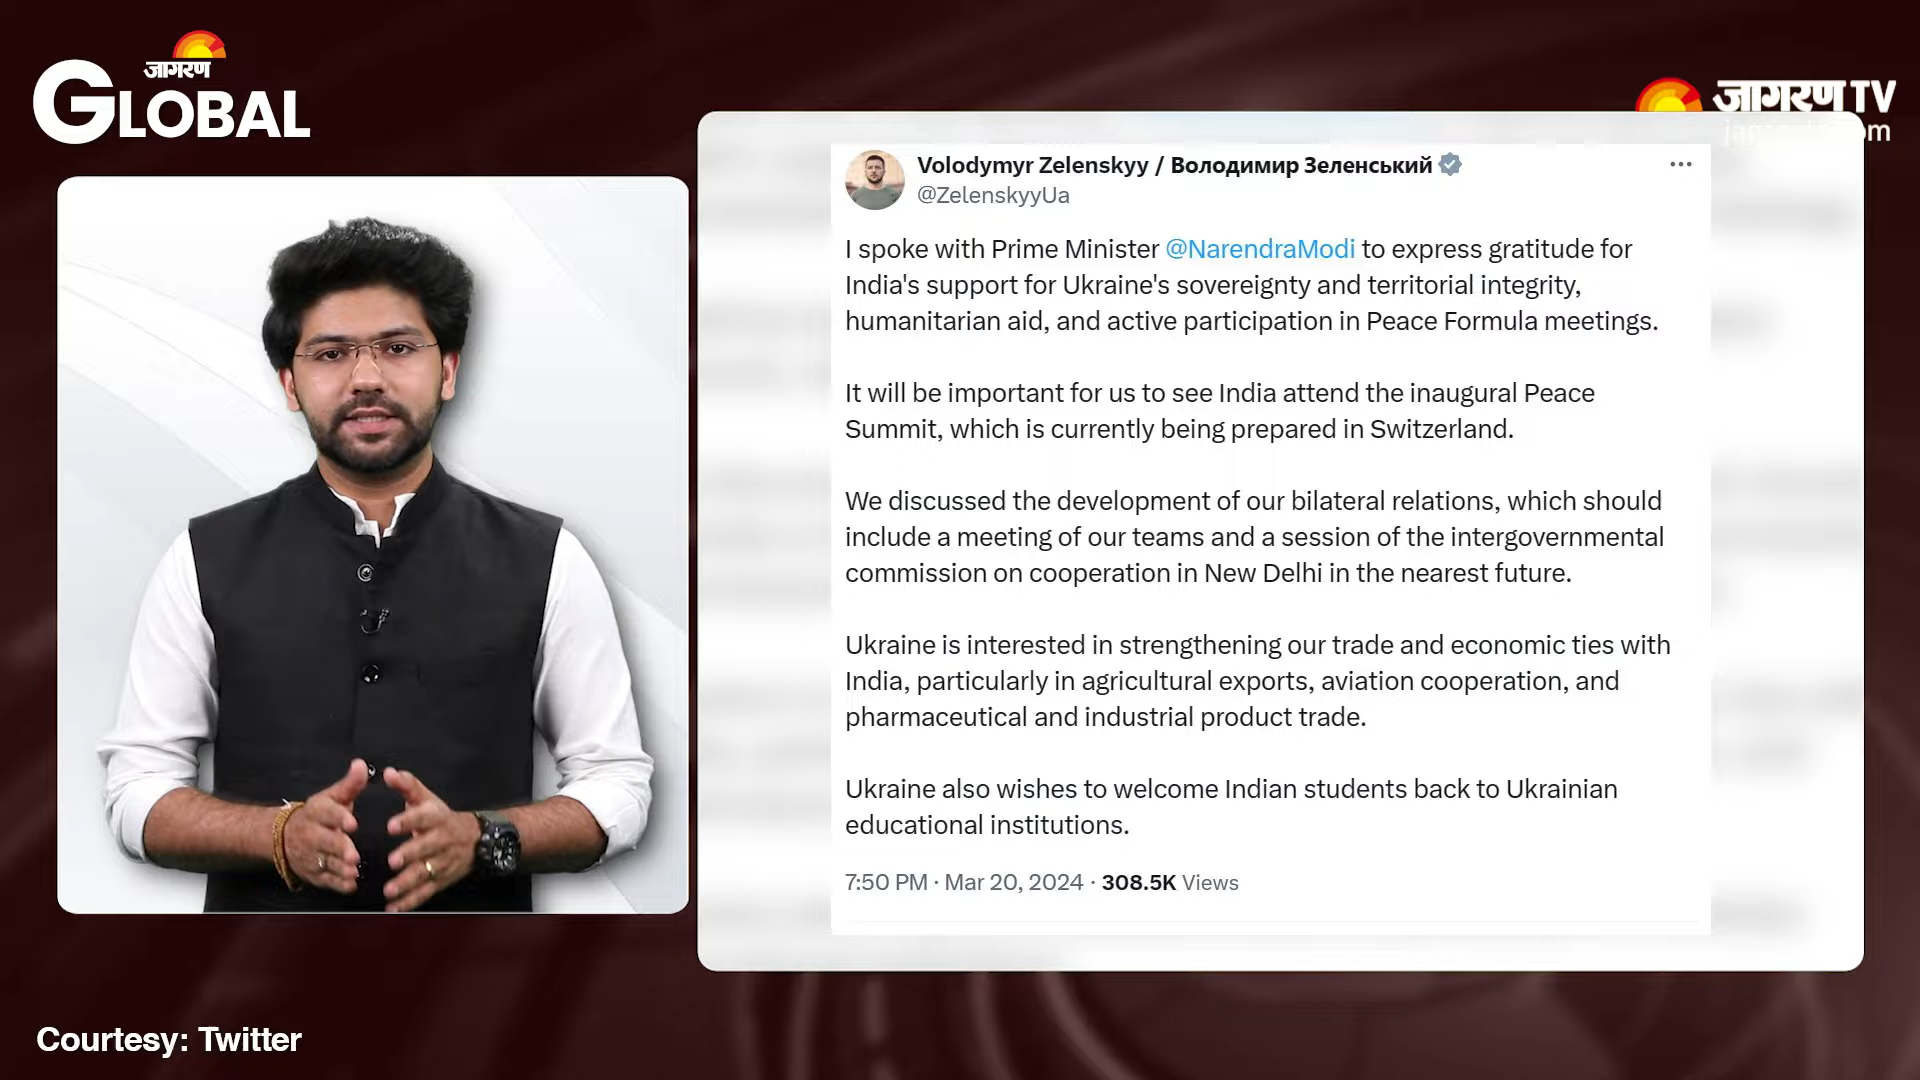 जागरण
GLOBAL
जागरण TV
Volodymyr Zelenskyy / Володимир Зеленський
@ZelenskyyUa
I spoke with Prime Minister @NarendraModi to express gratitude for
India's support for Ukraine's sovereignty and territorial integrity,
humanitarian aid, and active participation in Peace Formula meetings.
It will be important for us to see India attend the inaugural Peace
Summit, which is currently being prepared in Switzerland.
We discussed the development of our bilateral relations, which should
include a meeting of our teams and a session of the intergovernmental
commission on cooperation in New Delhi in the nearest future.
Ukraine is interested in strengthening our trade and economic ties with
India, particularly in agricultural exports, aviation cooperation, and
pharmaceutical and industrial product trade.
Ukraine also wishes to welcome Indian students back to Ukrainian
educational institutions.
7:50 PM · Mar 20, 2024 · 308.5K Views
Courtesy: Twitter